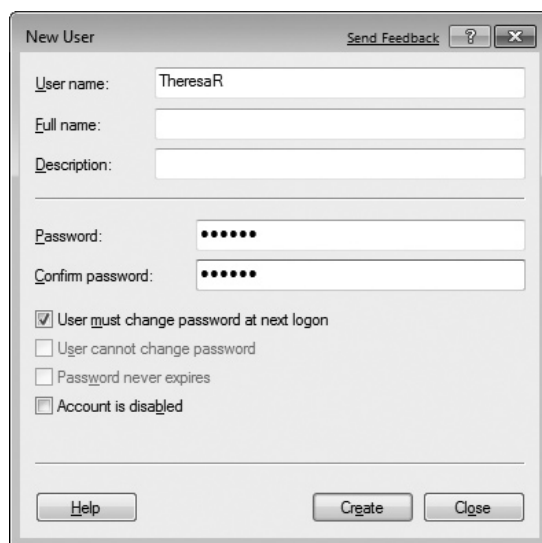 New User Send Feedback ?
User name: TheresaR
Full name:
Description:
Password: ••••••
Confirm password: ••••••
User must change password at next logon
User cannot change password
Password never expires
Account is disabled
Help Create Close